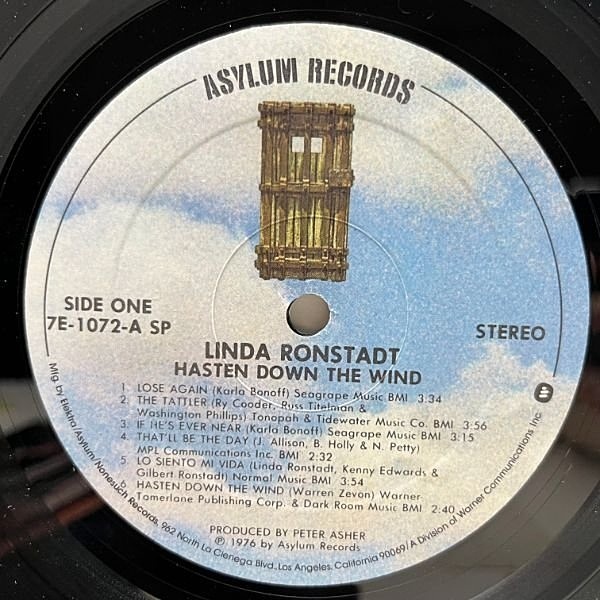 ASYLUM RECORDS
SIDE ONE
7E-1072-A SP
STEREO
LINDA RONSTADT
HASTEN DOWN THE WIND
1. LOSE AGAIN (Karla Bonoff) Seagrape Music BMI 3:34
2. THE TATTLER (Ry Cooder, Russ Titelman &
Washington Phillips) Tonopah & Tidewater Music Co. BMI 3:56
3. IF HE'S EVER NEAR (Karla Bonoff) Seagrape Music BMI 3:15
4. THAT'LL BE THE DAY (J. Allison, B. Holly & N. Petty)
MPL Communications Inc. BMI 2:32
5. LO SIENTO MI VIDA (Linda Ronstadt, Kenny Edwards &
Gilbert Ronstadt) Normal Music BMI 3:54
6. HASTEN DOWN THE WIND (Warren Zevon) Warner
Tamerlane Publishing Corp. & Dark Room Music BMI 2:40
PRODUCED BY PETER ASHER
℗ 1976 by Asylum Records
Mfg. by Elektra/Asylum/Nonesuch Records, 962 North La Cienega Blvd., Los Angeles, California 90069/A Division of Warner Communications Inc.